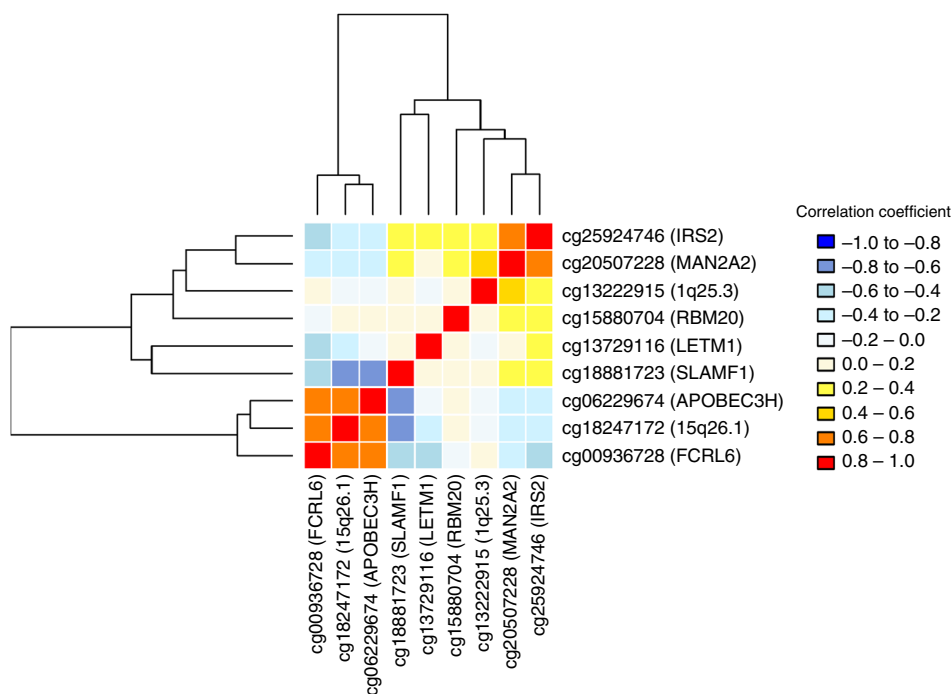 Correlation coefficient
−1.0 to −0.8
−0.8 to −0.6
−0.6 to −0.4
−0.4 to −0.2
−0.2 – 0.0
0.0 – 0.2
0.2 – 0.4
0.4 – 0.6
0.6 – 0.8
0.8 – 1.0
cg25924746 (IRS2)
cg20507228 (MAN2A2)
cg13222915 (1q25.3)
cg15880704 (RBM20)
cg13729116 (LETM1)
cg18881723 (SLAMF1)
cg06229674 (APOBEC3H)
cg18247172 (15q26.1)
cg00936728 (FCRL6)
cg00936728 (FCRL6)
cg18247172 (15q26.1)
cg06229674 (APOBEC3H)
cg18881723 (SLAMF1)
cg13729116 (LETM1)
cg15880704 (RBM20)
cg13222915 (1q25.3)
cg20507228 (MAN2A2)
cg25924746 (IRS2)